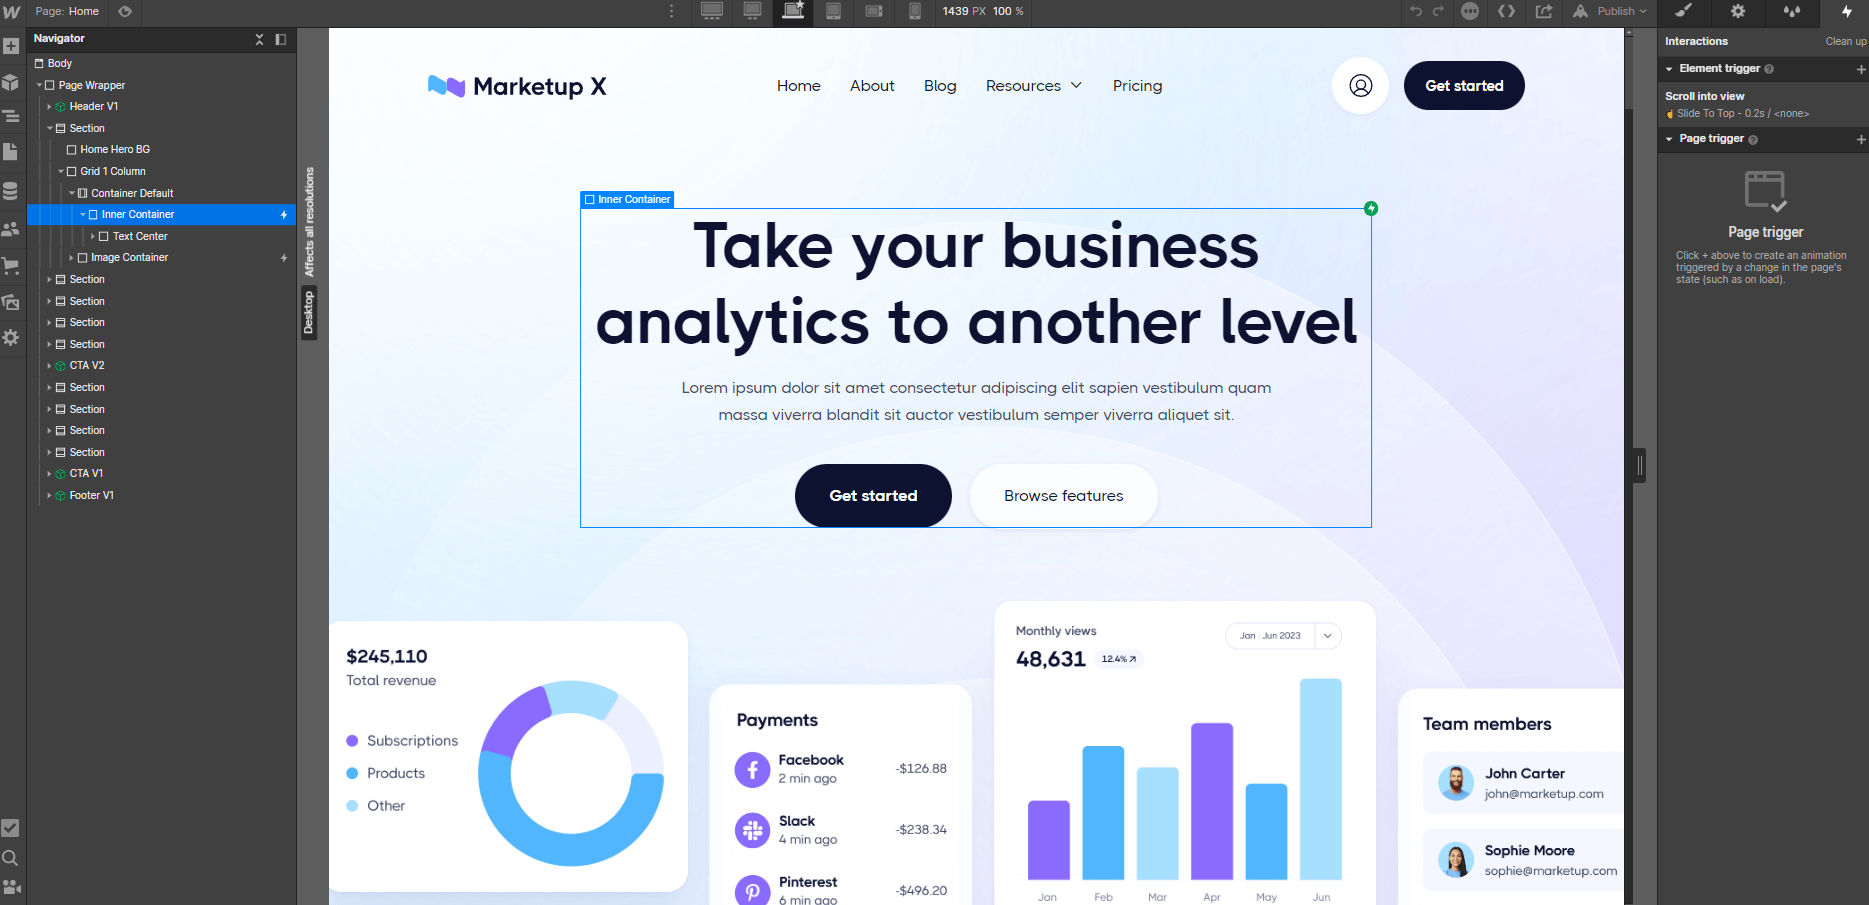 Page: Home
1439 PX 100 %
Publish
Navigator
Body
Page Wrapper
Header V1
Section
Home Hero BG
Grid 1 Column
Container Default
Inner Container
Text Center
Image Container
Section
Section
Section
Section
CTA V2
Section
Section
Section
Section
CTA V1
Footer V1
Affects all resolutions
Desktop
Marketup X
Home
About
Blog
Resources
Pricing
Get started
Inner Container
Take your business
analytics to another level
Lorem ipsum dolor sit amet consectetur adipiscing elit sapien vestibulum quam
massa viverra blandit sit auctor vestibulum semper viverra aliquet sit.
Get started
Browse features
$245,110
Total revenue
Subscriptions
Products
Other
Payments
Facebook
2 min ago
-$126.88
Slack
4 min ago
-$238.34
Pinterest
6 min ago
-$496.20
Monthly views
48,631
12.4%
Jan Jun 2023
Jan
Feb
Mar
Apr
May
Jun
Team members
John Carter
john@marketup.com
Sophie Moore
sophie@marketup.com
Interactions
Clean up
Element trigger
Scroll into view
Slide To Top - 0.2s / <none>
Page trigger
Page trigger
Click + above to create an animation
triggered by a change in the page's
state (such as on load).